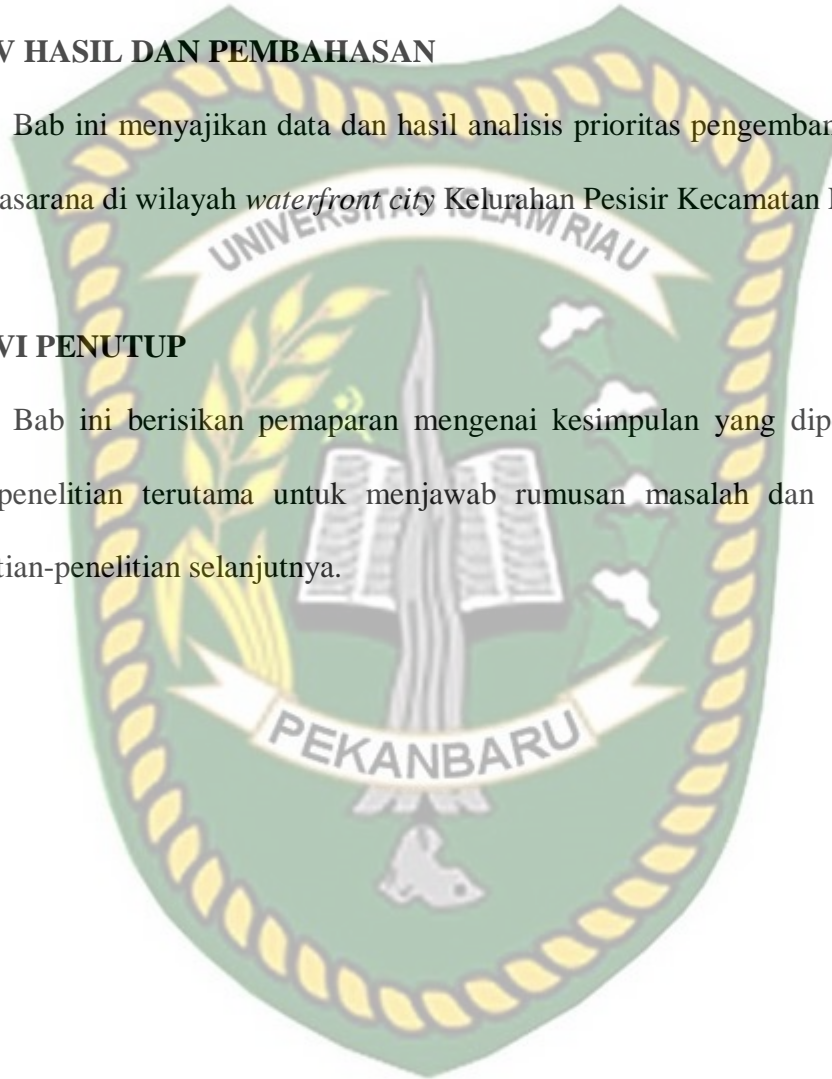 V HASIL DAN PEMBAHASAN
Bab ini menyajikan data dan hasil analisis prioritas pengemban
asarana di wilayah waterfront city Kelurahan Pesisir Kecamatan
UNIVERSITAS ISLAM RIAU
VI PENUTUP
Bab ini berisikan pemaparan mengenai kesimpulan yang dip
penelitian terutama untuk menjawab rumusan masalah dan
tian-penelitian selanjutnya.
PEKANBARU